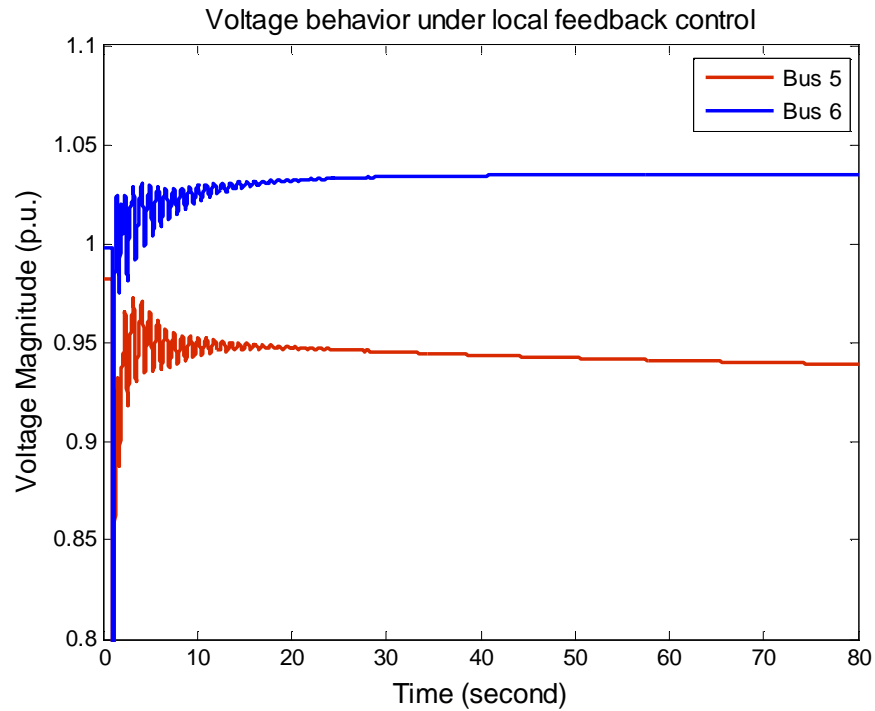 Voltage behavior under local feedback control
1.1
1.05
1
0.95
0.9
0.85
0.8
Voltage Magnitude (p.u.)
Bus 5
Bus 6
0 10 20 30 40 50 60 70 80
Time (second)